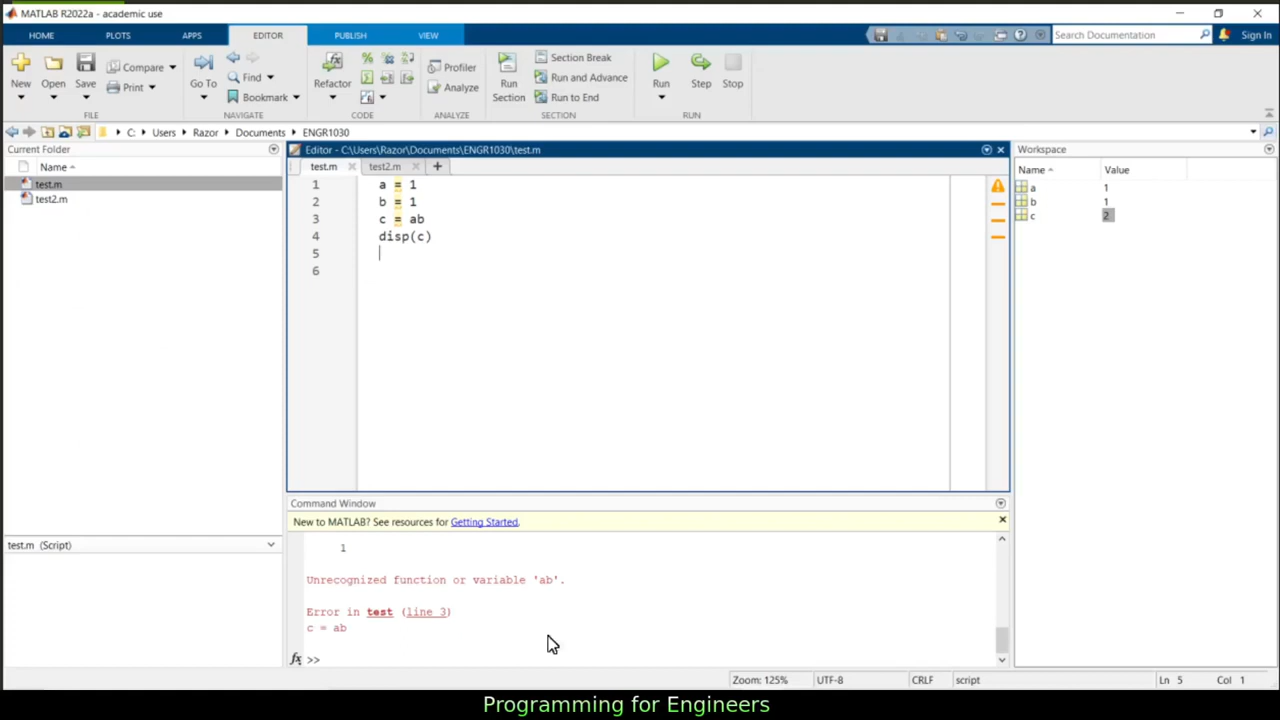 MATLAB R2022a - academic use
HOME PLOTS APPS EDITOR PUBLISH VIEW Search Documentation Sign In
New Open Save Compare Print
Go To Find Bookmark
Refactor
Profiler Analyze
Run Section Section Break Run and Advance Run to End
Run Step Stop
FILE NAVIGATE CODE ANALYZE SECTION RUN
C: Users Razor Documents ENGR1030
Current Folder
Name
test.m
test2.m
test.m (Script)
Editor - C:\Users\Razor\Documents\ENGR1030\test.m
test.m test2.m
1 a = 1
2 b = 1
3 c = ab
4 disp(c)
5
6
Command Window
New to MATLAB? See resources for Getting Started.
1
Unrecognized function or variable 'ab'.
Error in test (line 3)
c = ab
fx >>
Workspace
Name Value
a 1
b 1
c 2
Zoom: 125% UTF-8 CRLF script Ln 5 Col 1
Programming for Engineers